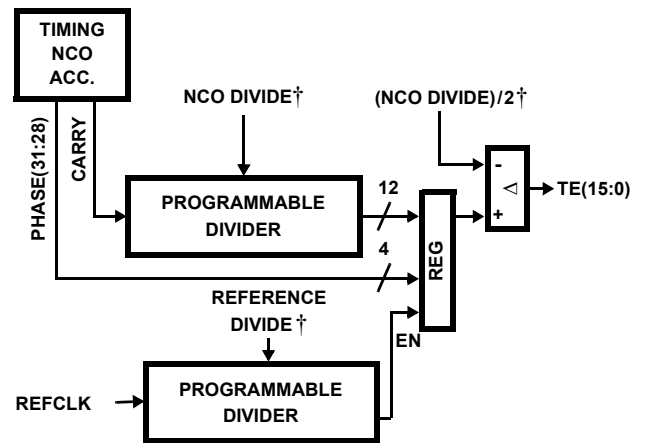 TIMING
NCO
ACC.
NCO DIVIDE†
(NCO DIVIDE)/2†
PHASE(31:28)
CARRY
PROGRAMMABLE
DIVIDER
12
4
REG
-
+
Δ
TE(15:0)
REFERENCE
DIVIDE†
EN
REFCLK
PROGRAMMABLE
DIVIDER